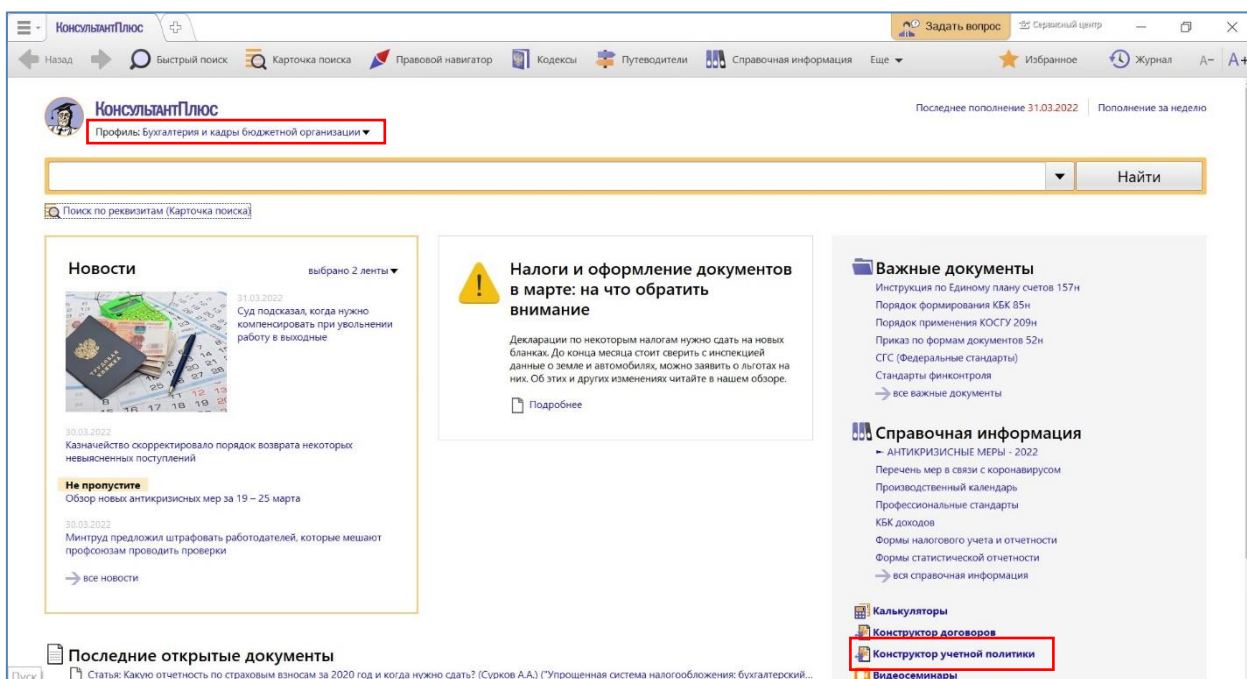 КонсультантПлюс
Задать вопрос
Сервисный центр
Назад
Быстрый поиск
Карточка поиска
Правовой навигатор
Кодексы
Путеводители
Справочная информация
Еще
Избранное
Журнал
А−
А+
КонсультантПлюс
Профиль: Бухгалтерия и кадры бюджетной организации
Последнее пополнение 31.03.2022
Пополнение за неделю
Найти
Поиск по реквизитам (Карточка поиска)
Новости
выбрано 2 ленты
31.03.2022
Суд подсказал, когда нужно
компенсировать при увольнении
работу в выходные
30.03.2022
Казначейство скорректировало порядок возврата некоторых
невыясненных поступлений
Не пропустите
Обзор новых антикризисных мер за 19 – 25 марта
30.03.2022
Минтруд предложил штрафовать работодателей, которые мешают
профсоюзам проводить проверки
все новости
Налоги и оформление документов
в марте: на что обратить
внимание
Декларации по некоторым налогам нужно сдать на новых
бланках. До конца месяца стоит сверить с инспекцией
данные о земле и автомобилях, можно заявить о льготах на
них. Об этих и других изменениях читайте в нашем обзоре.
Подробнее
Важные документы
Инструкция по Единому плану счетов 157н
Порядок формирования КБК 85н
Порядок применения КОСГУ 209н
Приказ по формам документов 52н
СГС (Федеральные стандарты)
Стандарты финконтроля
все важные документы
Справочная информация
► АНТИКРИЗИСНЫЕ МЕРЫ - 2022
Перечень мер в связи с коронавирусом
Производственный календарь
Профессиональные стандарты
КБК доходов
Формы налогового учета и отчетности
Формы статистической отчетности
вся справочная информация
Калькуляторы
Конструктор договоров
Конструктор учетной политики
Видеосеминары
Последние открытые документы
Статья: Какую отчетность по страховым взносам за 2020 год и когда нужно сдать? (Сурков А.А.) ("Упрощенная система налогообложения: бухгалтерский...
Пуск